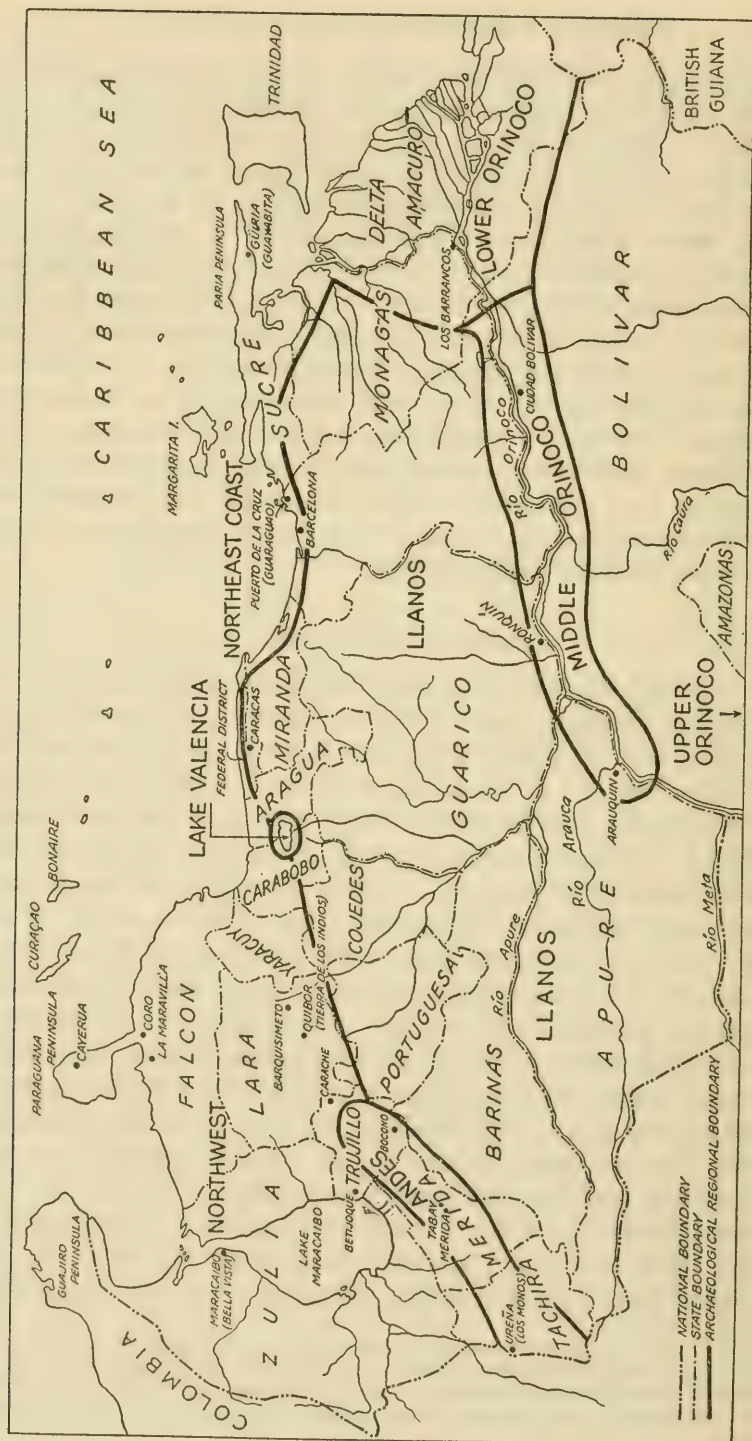 CARIBBEAN SEA
GUAJIRO
PENINSULA
COLOMBIA
PARAGUANA
PENINSULA
CAYERUA
CURAÇAO
BONAIRE
CORO
LA MARAVILLA
FALCON
NORTHWEST
MARACAIBO
(BELLA VISTA)
ZULIA
LAKE
MARACAIBO
LARA
BARQUISIMETO
QUIBOR
(TIERRA DE LOS INDIOS)
CARACHE
YARACUY
CARABOBO
LAKE VALENCIA
FEDERAL DISTRICT
CARACAS
ARAGUA
MIRANDA
NORTHEAST COAST
MARGARITA I.
PUERTO DE LA CRUZ
(GUARAGUAO)
BARCELONA
SUCRE
PARIA PENINSULA
GÜIRIA
(GUAYABITA)
TRINIDAD
BETIJOQUE
TRUJILLO
BOCONO
ANDES
TABAY
MERIDA
MERIDA
UREÑA
(LOS MONOS)
TACHIRA
PORTUGUESA
COJEDES
BARINAS
GUARICO
LLANOS
MONAGAS
DELTA
AMACURO
LOS BARRANCOS
LOWER ORINOCO
Río Apure
LLANOS
Río Arauca
APURE
ARAUQUIN
RONQUÍN
Río Orinoco
MIDDLE ORINOCO
CIUDAD BOLIVAR
BOLIVAR
Río Caura
Río Meta
UPPER
ORINOCO
AMAZONAS
BRITISH
GUIANA
NATIONAL BOUNDARY
STATE BOUNDARY
ARCHAEOLOGICAL REGIONAL BOUNDARY